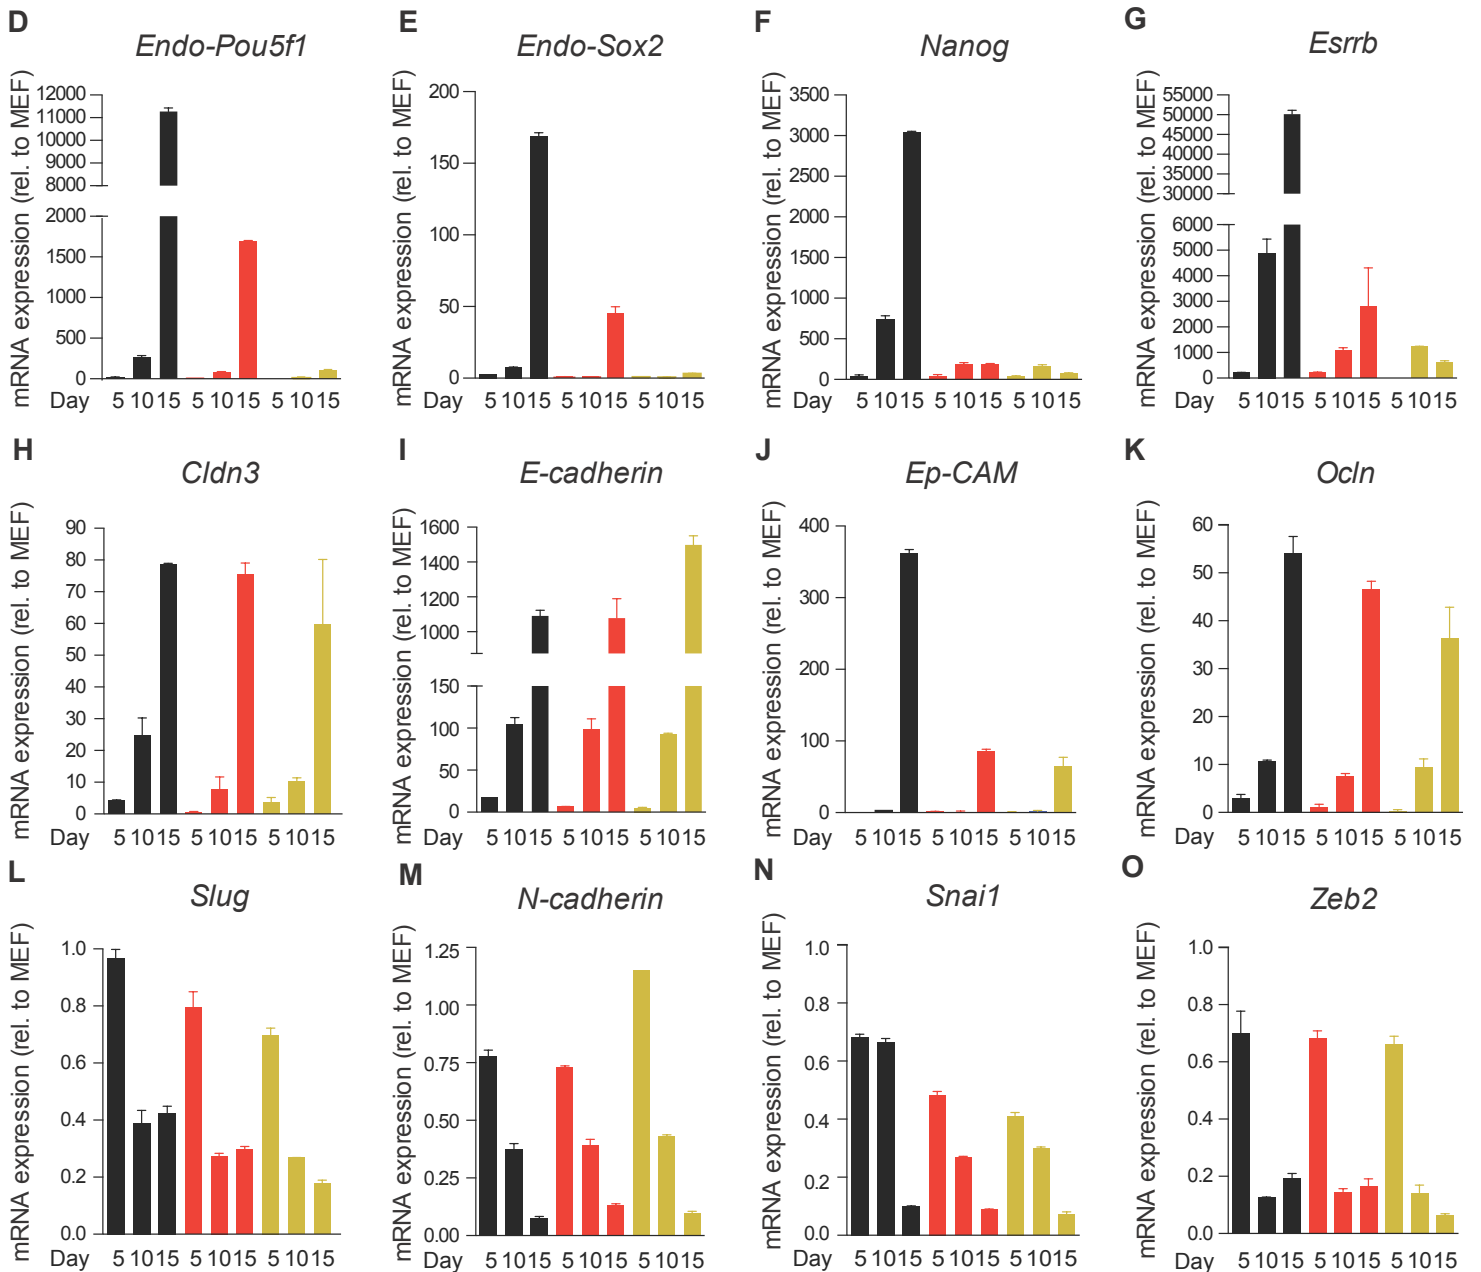 D
Endo-Pou5f1
mRNA expression (rel. to MEF)
12000
11000
10000
9000
8000
2000
1500
1000
500
0
Day 5 10 15 5 10 15 5 10 15
E
Endo-Sox2
mRNA expression (rel. to MEF)
200
150
100
50
0
Day 5 10 15 5 10 15 5 10 15
F
Nanog
mRNA expression (rel. to MEF)
3500
3000
2500
2000
1500
1000
500
0
Day 5 10 15 5 10 15 5 10 15
G
Esrrb
mRNA expression (rel. to MEF)
55000
50000
45000
40000
35000
30000
6000
5000
4000
3000
2000
1000
0
Day 5 10 15 5 10 15 5 10 15
H
Cldn3
mRNA expression (rel. to MEF)
90
80
70
60
50
40
30
20
10
0
Day 5 10 15 5 10 15 5 10 15
I
E-cadherin
mRNA expression (rel. to MEF)
1600
1400
1200
1000
150
100
50
0
Day 5 10 15 5 10 15 5 10 15
J
Ep-CAM
mRNA expression (rel. to MEF)
400
300
200
100
0
Day 5 10 15 5 10 15 5 10 15
K
Ocln
mRNA expression (rel. to MEF)
60
50
40
30
20
10
0
Day 5 10 15 5 10 15 5 10 15
L
Slug
mRNA expression (rel. to MEF)
1.0
0.8
0.6
0.4
0.2
0.0
Day 5 10 15 5 10 15 5 10 15
M
N-cadherin
mRNA expression (rel. to MEF)
1.25
1.00
0.75
0.50
0.25
0.00
Day 5 10 15 5 10 15 5 10 15
N
Snai1
mRNA expression (rel. to MEF)
1.0
0.8
0.6
0.4
0.2
0.0
Day 5 10 15 5 10 15 5 10 15
O
Zeb2
mRNA expression (rel. to MEF)
1.0
0.8
0.6
0.4
0.2
0.0
Day 5 10 15 5 10 15 5 10 15